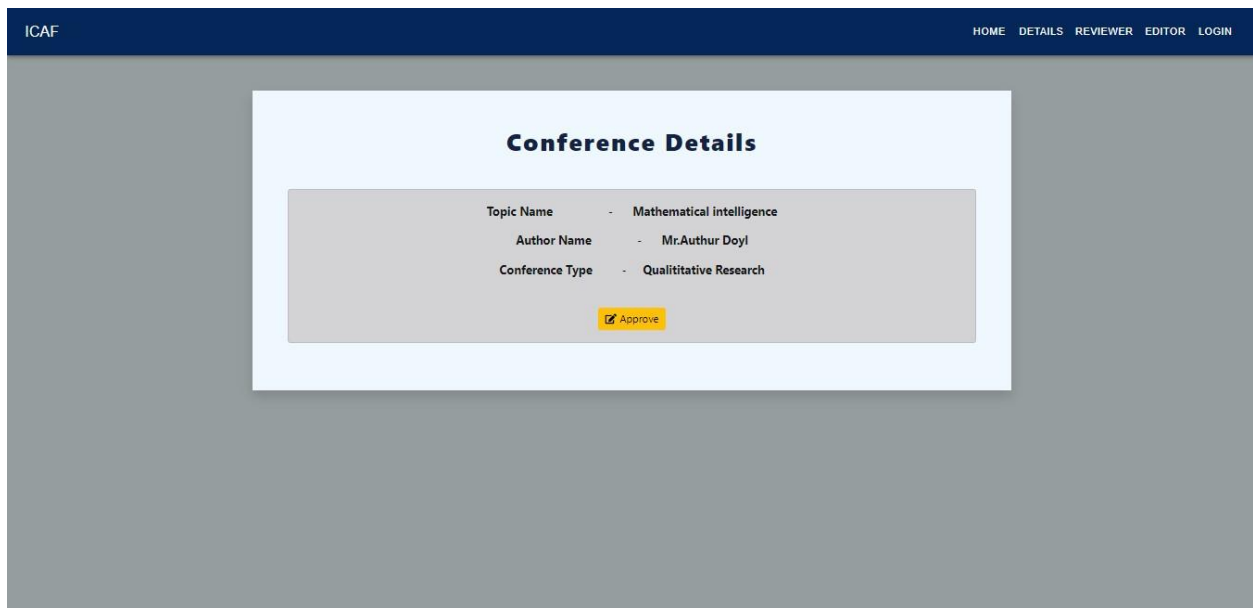 ICAF
HOME DETAILS REVIEWER EDITOR LOGIN
Conference Details
Topic Name - Mathematical intelligence
Author Name - Mr.Authur Doyl
Conference Type - Qualititative Research
Approve